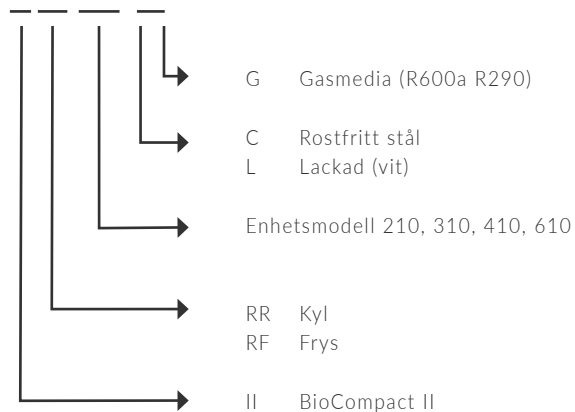 G Gasmedia (R600a R290)
C Rostfritt stål
L Lackad (vit)
Enhetsmodell 210, 310, 410, 610
RR Kyl
RF Frys
II BioCompact II